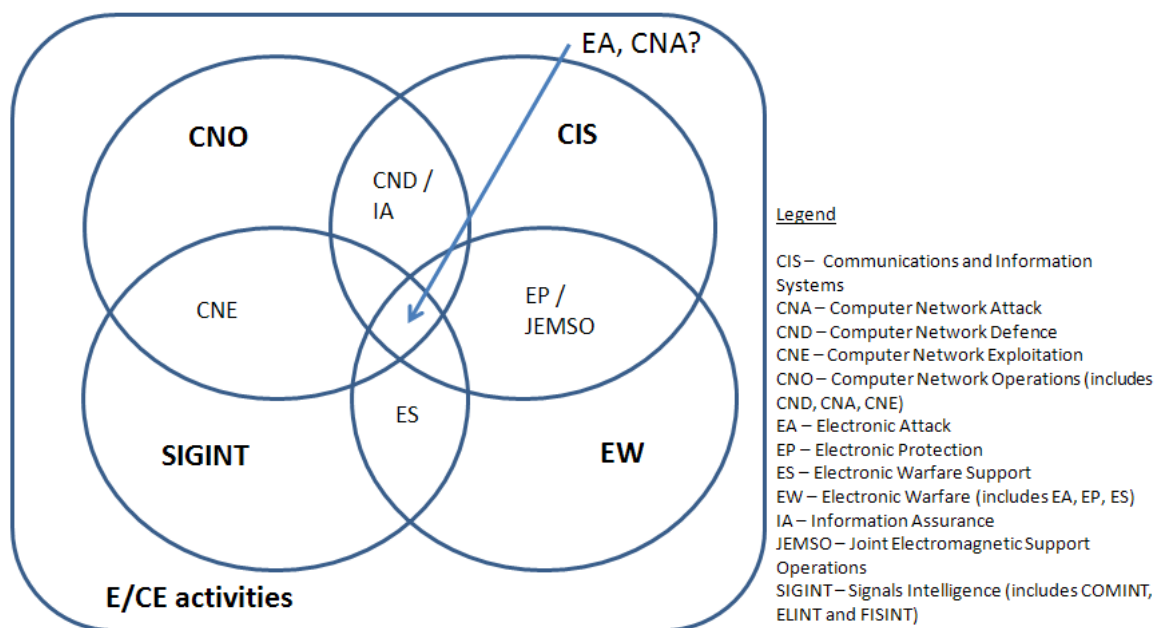 EA, CNA?
CNO
CIS
CND /
IA
CNE
EP /
JEMSO
ES
SIGINT
EW
E/CE activities
Legend
CIS – Communications and Information
Systems
CNA – Computer Network Attack
CND – Computer Network Defence
CNE – Computer Network Exploitation
CNO – Computer Network Operations (includes
CND, CNA, CNE)
EA – Electronic Attack
EP – Electronic Protection
ES – Electronic Warfare Support
EW – Electronic Warfare (includes EA, EP, ES)
IA – Information Assurance
JEMSO – Joint Electromagnetic Support
Operations
SIGINT – Signals Intelligence (includes COMINT,
ELINT and FISINT)